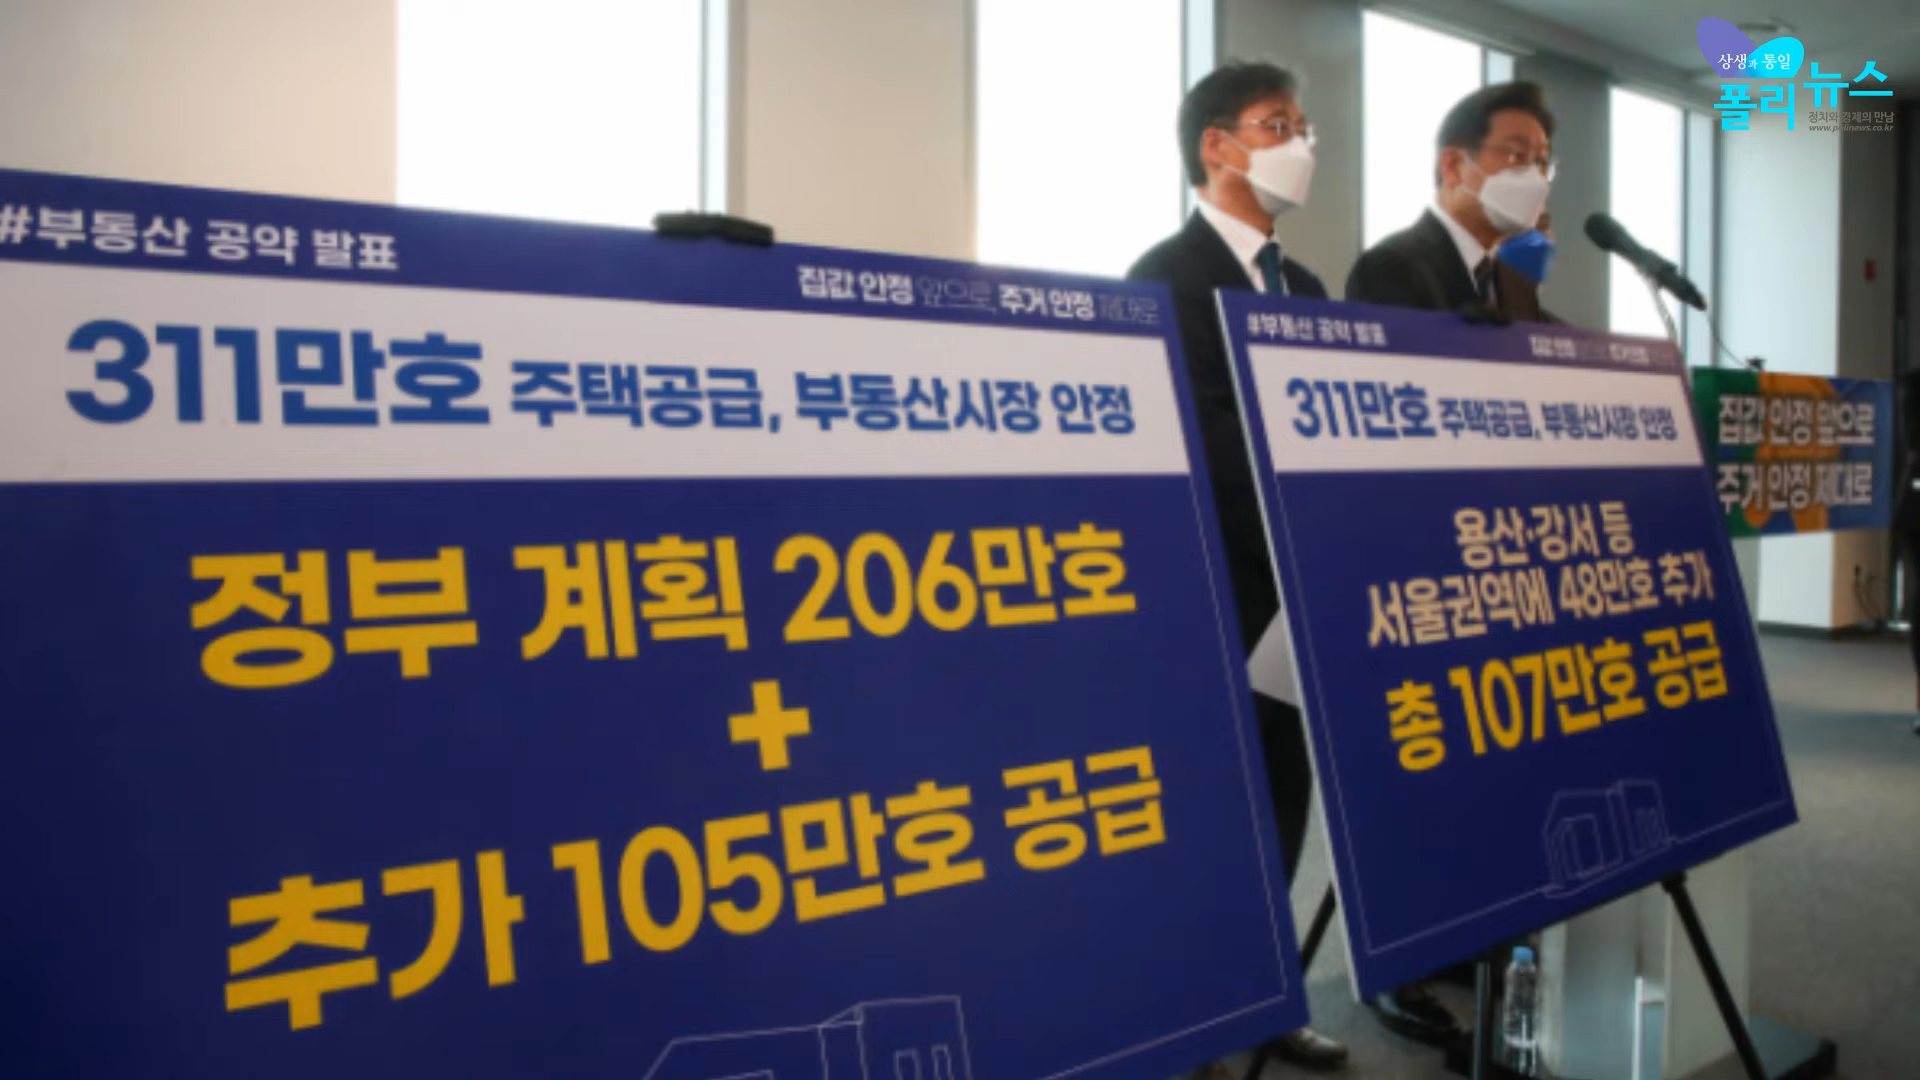 #부동산 공약 발표
집값 안정 앞으로, 주거 안정 제대로
311만호 주택공급, 부동산시장 안정
정부 계획 206만호
+
추가 105만호 공급
#부동산 공약 발표
311만호 주택공급, 부동산시장 안정
용산·강서 등
서울권역에 48만호 추가
총 107만호 공급
집값 안정 앞으로
주거 안정 제대로
상생과 통일
폴리뉴스
정치와 경제의 만남
www.polinews.co.kr